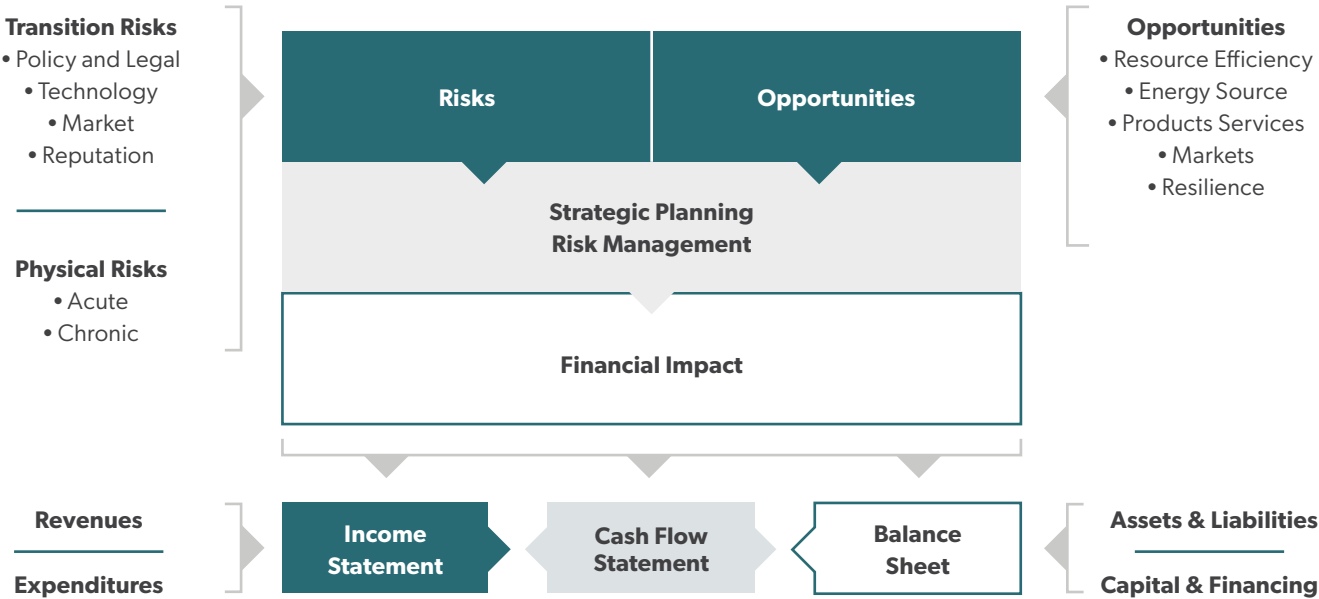 Transition Risks
• Policy and Legal
• Technology
• Market
• Reputation
Physical Risks
• Acute
• Chronic
Risks
Opportunities
Strategic Planning
Risk Management
Financial Impact
Opportunities
• Resource Efficiency
• Energy Source
• Products Services
• Markets
• Resilience
Revenues
Expenditures
Income
Statement
Cash Flow
Statement
Balance
Sheet
Assets & Liabilities
Capital & Financing